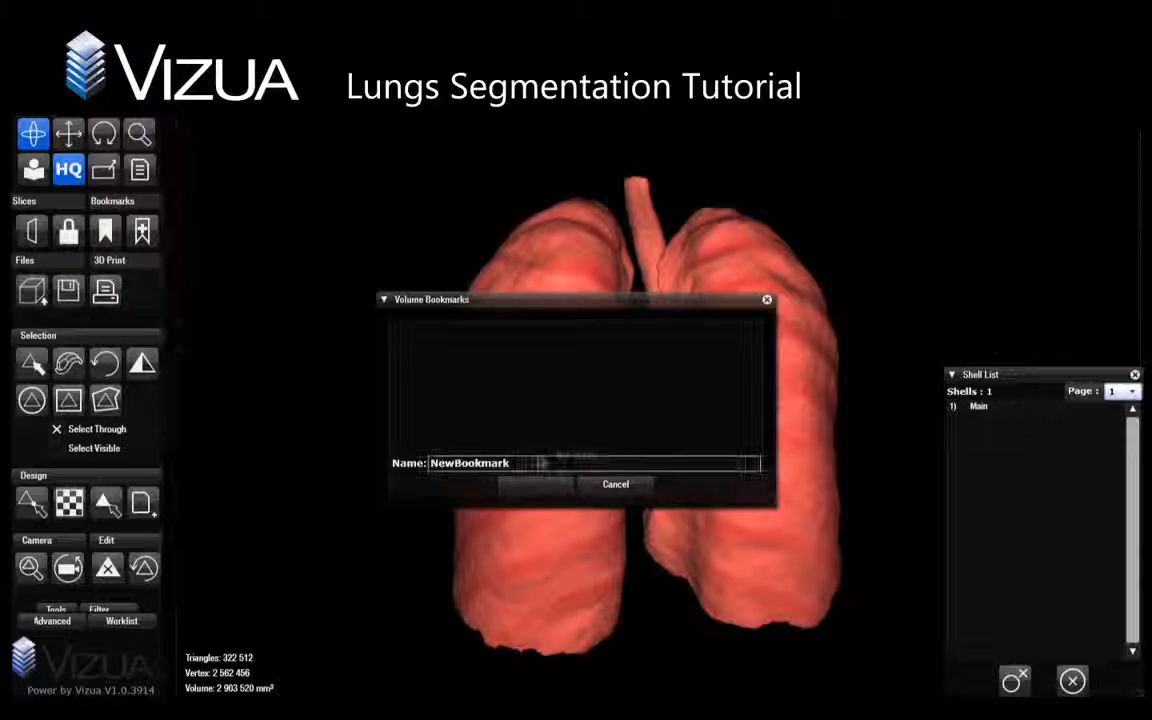 VIZUA
Lungs Segmentation Tutorial
HQ
Slices
Bookmarks
Files
3D Print
Selection
Select Through
Select Visible
Design
Camera
Edit
Tools
Filter
Advanced
Worklist
VIZUA
Power by Vizua V1.0.3914
Triangles: 322 512
Vertex: 2 562 456
Volume: 2 903 520 mm³
Volume Bookmarks
Name: NewBookmark
Cancel
Shell List
Shells : 1
Page : 1
1) Main